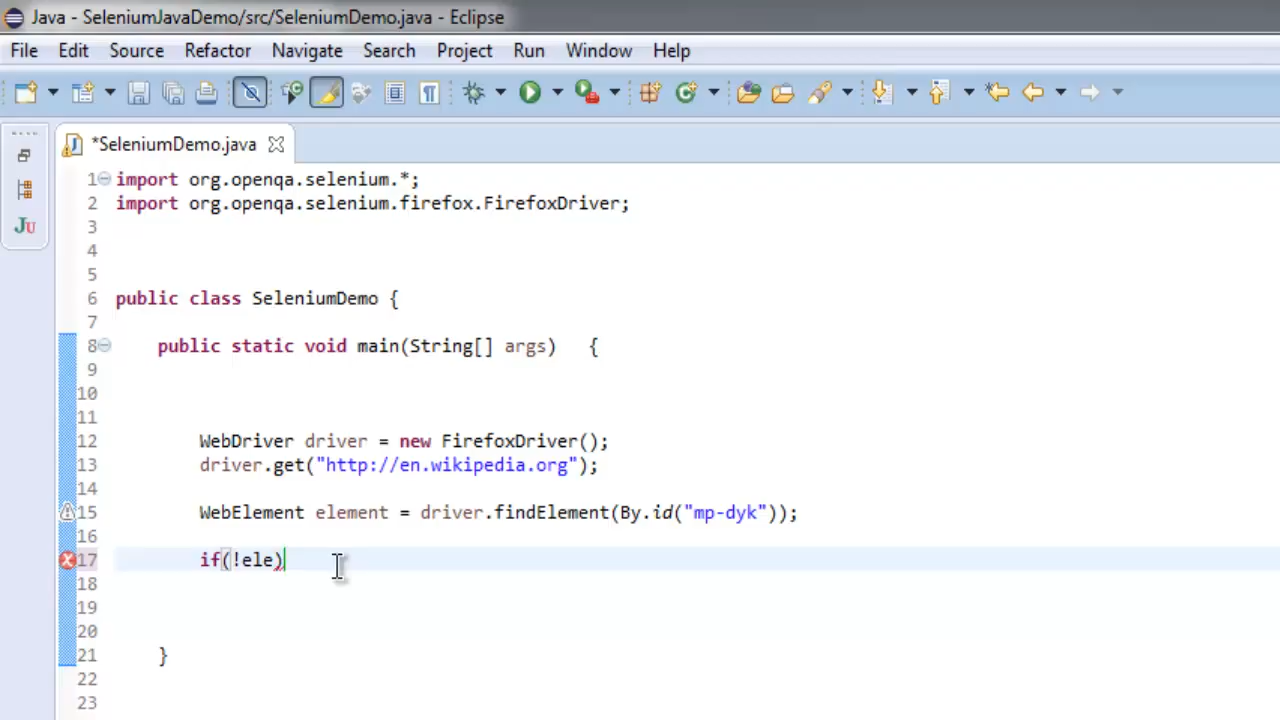 Java - SeleniumJavaDemo/src/SeleniumDemo.java - Eclipse
File Edit Source Refactor Navigate Search Project Run Window Help
*SeleniumDemo.java
Ju
1 import org.openqa.selenium.*;
2 import org.openqa.selenium.firefox.FirefoxDriver;
3
4
5
6 public class SeleniumDemo {
7
8 public static void main(String[] args) {
9
10
11
12 WebDriver driver = new FirefoxDriver();
13 driver.get("http://en.wikipedia.org");
14
15 WebElement element = driver.findElement(By.id("mp-dyk"));
16
17 if(!ele)
18
19
20
21 }
22
23